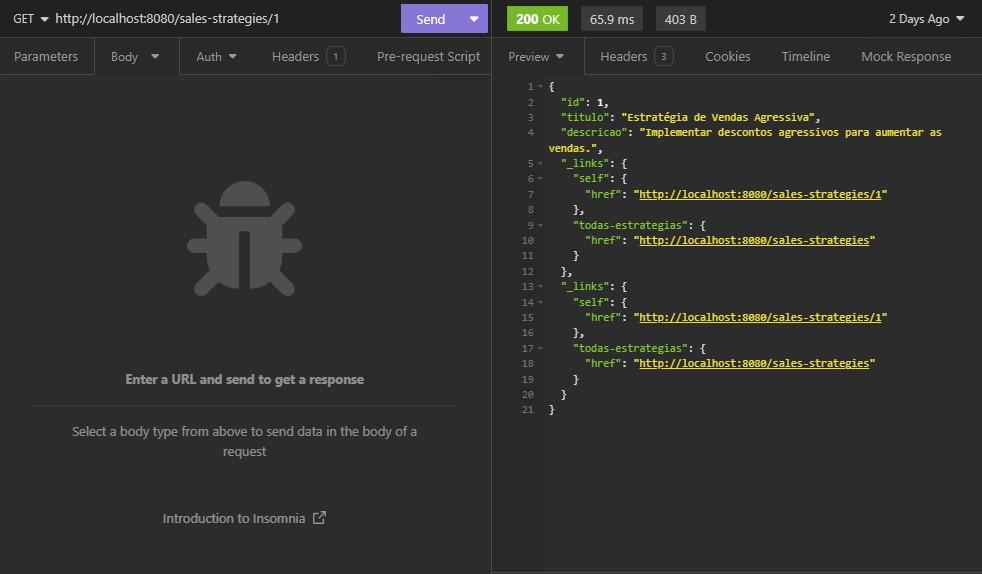 GET http://localhost:8080/sales-strategies/1 Send
200 OK 65.9 ms 403 B 2 Days Ago
Parameters Body Auth Headers 1 Pre-request Script
Preview Headers 3 Cookies Timeline Mock Response
Enter a URL and send to get a response
Select a body type from above to send data in the body of a
request
Introduction to Insomnia
1 {
2 "id": 1,
3 "titulo": "Estratégia de Vendas Agressiva",
4 "descricao": "Implementar descontos agressivos para aumentar as
vendas.",
5 "_links": {
6 "self": {
7 "href": "http://localhost:8080/sales-strategies/1"
8 },
9 "todas-estrategias": {
10 "href": "http://localhost:8080/sales-strategies"
11 }
12 },
13 "_links": {
14 "self": {
15 "href": "http://localhost:8080/sales-strategies/1"
16 },
17 "todas-estrategias": {
18 "href": "http://localhost:8080/sales-strategies"
19 }
20 }
21 }